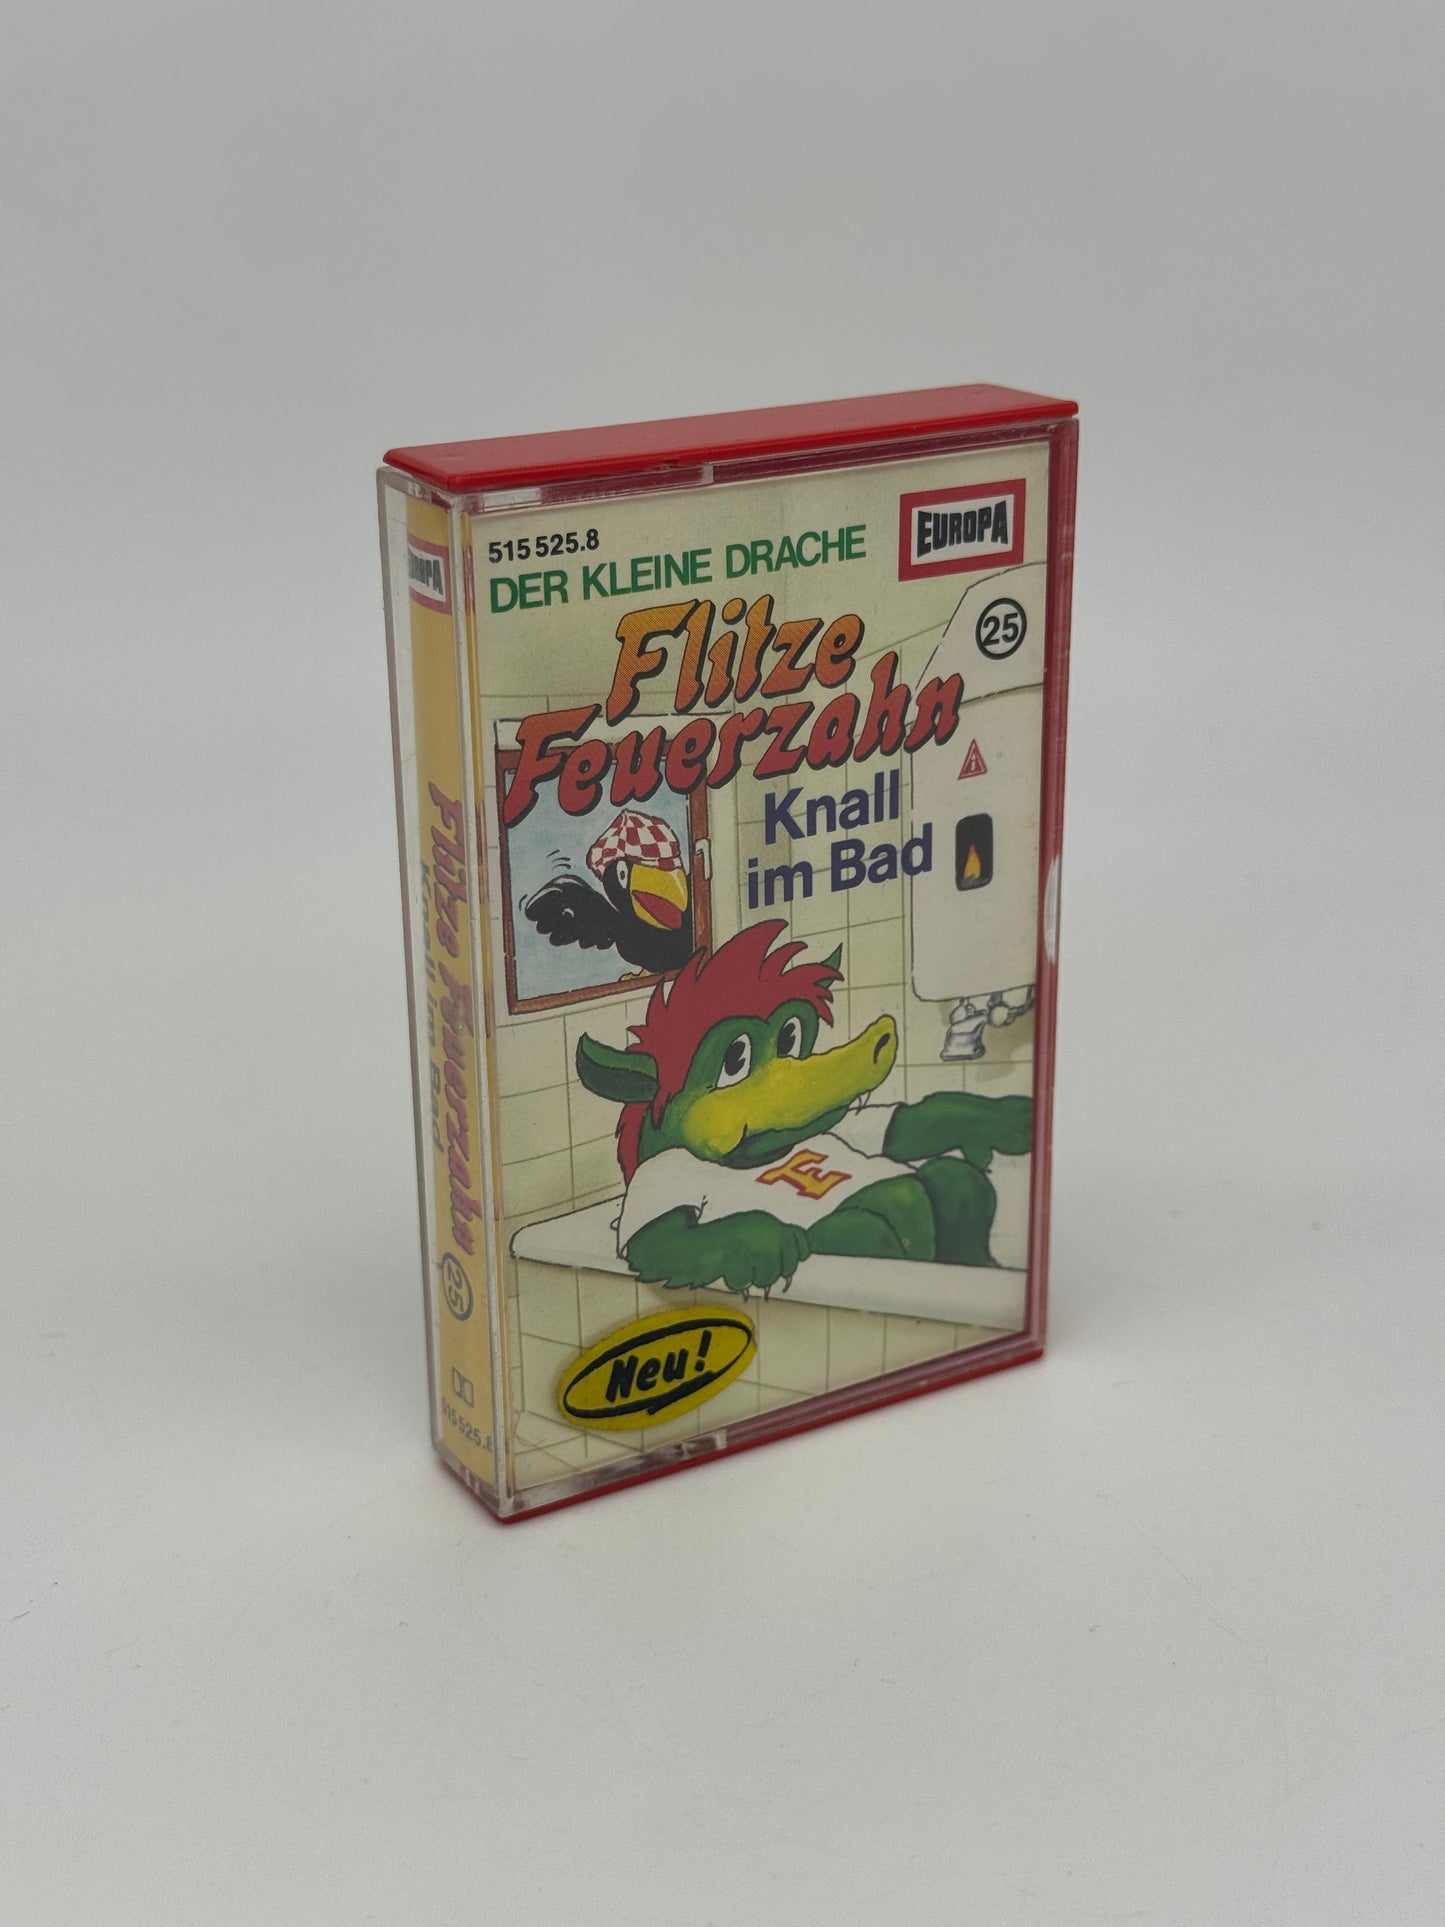 515 525.8
EUROPA
DER KLEINE DRACHE
25
Flitze
Feuerzahn
Knall
im Bad
E
Neu!
EUROPA
Flitze Feuerzahn 25
Knall im Bad
515 525.8